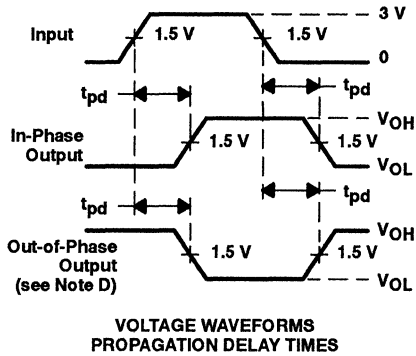 3 V
Input 1.5 V 1.5 V
0
tpd tpd
VOH
In-Phase
Output 1.5 V 1.5 V
VOL
tpd tpd
VOH
Out-of-Phase
Output
(see Note D) 1.5 V 1.5 V
VOL
VOLTAGE WAVEFORMS
PROPAGATION DELAY TIMES